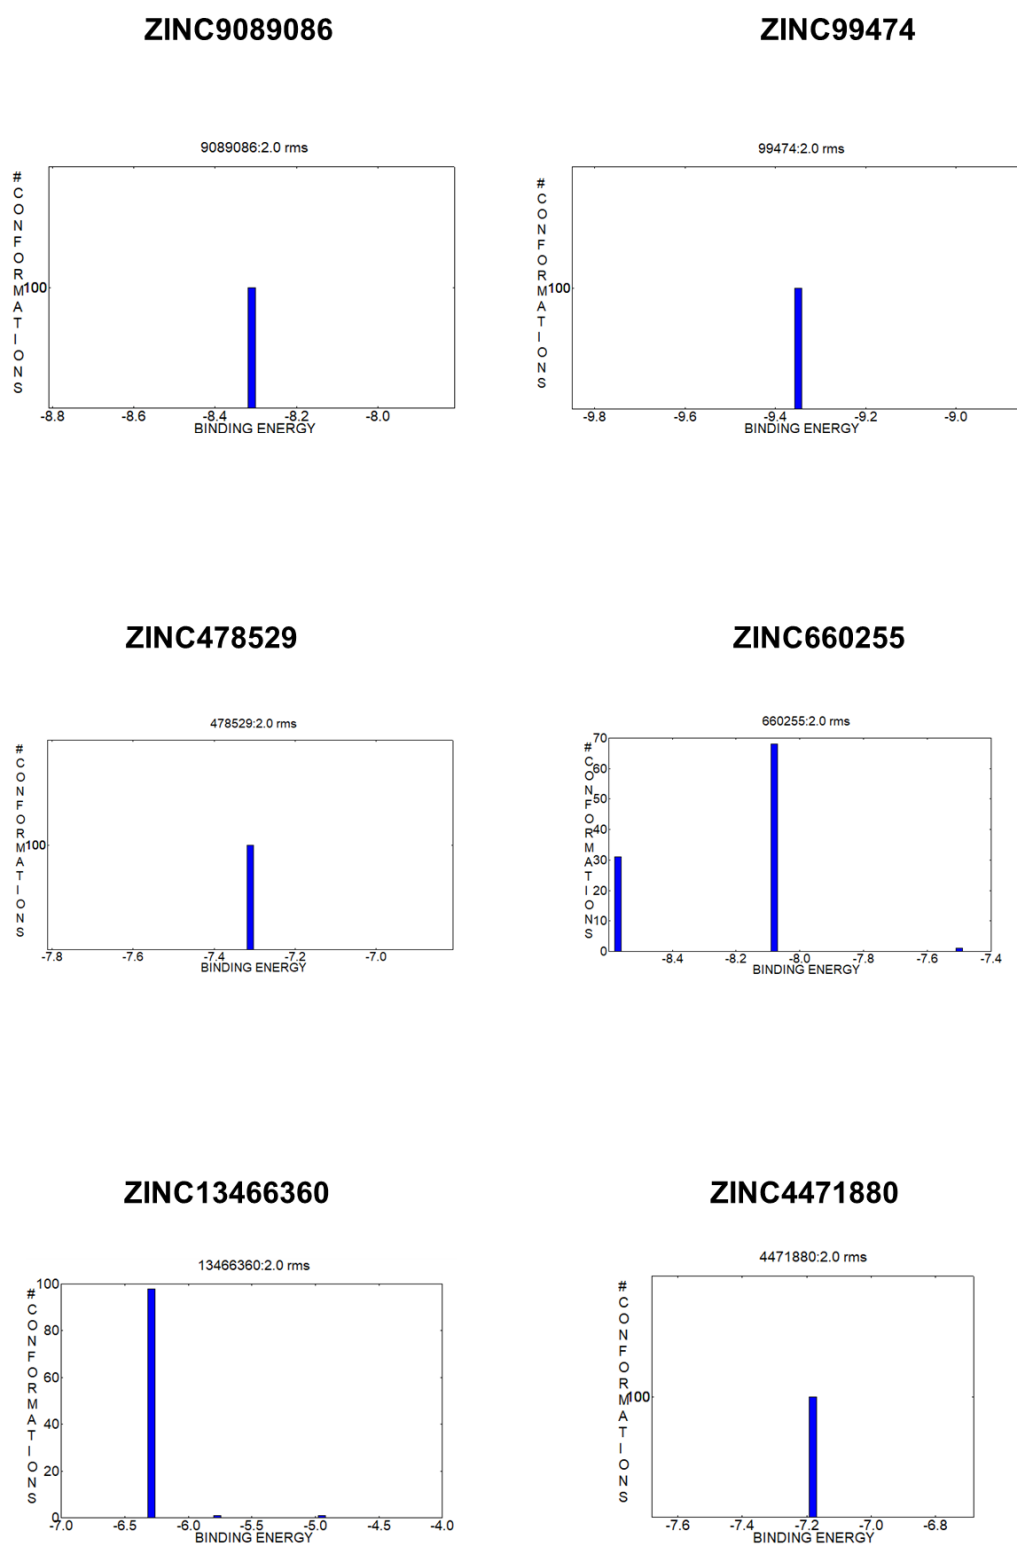 ZINC9089086
9089086:2.0 rms
#CONFORMATIONS
100
-8.8 -8.6 -8.4 -8.2 -8.0
BINDING ENERGY
ZINC99474
99474:2.0 rms
#CONFORMATIONS
100
-9.8 -9.6 -9.4 -9.2 -9.0
BINDING ENERGY
ZINC478529
478529:2.0 rms
#CONFORMATIONS
100
-7.8 -7.6 -7.4 -7.2 -7.0
BINDING ENERGY
ZINC660255
660255:2.0 rms
#CONFORMATIONS
70
60
50
40
30
20
10
0
-8.4 -8.2 -8.0 -7.8 -7.6 -7.4
BINDING ENERGY
ZINC13466360
13466360:2.0 rms
#CONFORMATIONS
100
80
60
40
20
0
-7.0 -6.5 -6.0 -5.5 -5.0 -4.5 -4.0
BINDING ENERGY
ZINC4471880
4471880:2.0 rms
#CONFORMATIONS
100
-7.6 -7.4 -7.2 -7.0 -6.8
BINDING ENERGY